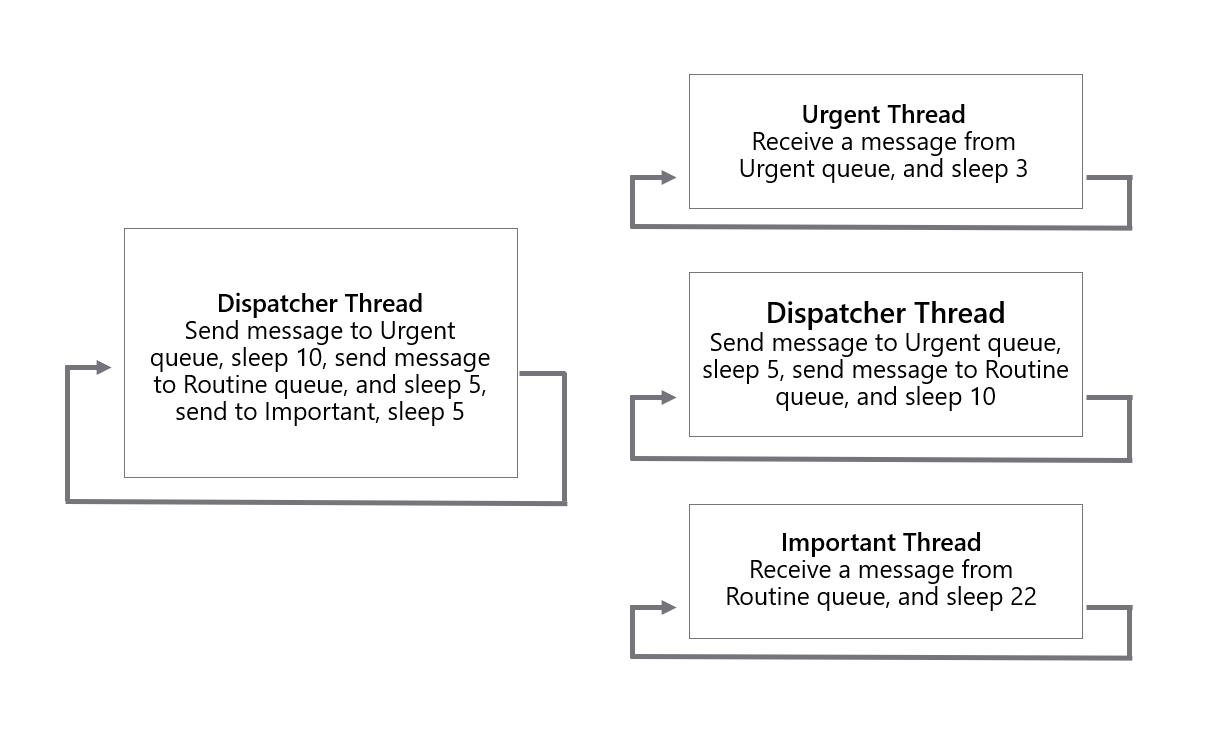 Dispatcher Thread
Send message to Urgent
queue, sleep 10, send message
to Routine queue, and sleep 5,
send to Important, sleep 5
Urgent Thread
Receive a message from
Urgent queue, and sleep 3
Dispatcher Thread
Send message to Urgent queue,
sleep 5, send message to Routine
queue, and sleep 10
Important Thread
Receive a message from
Routine queue, and sleep 22